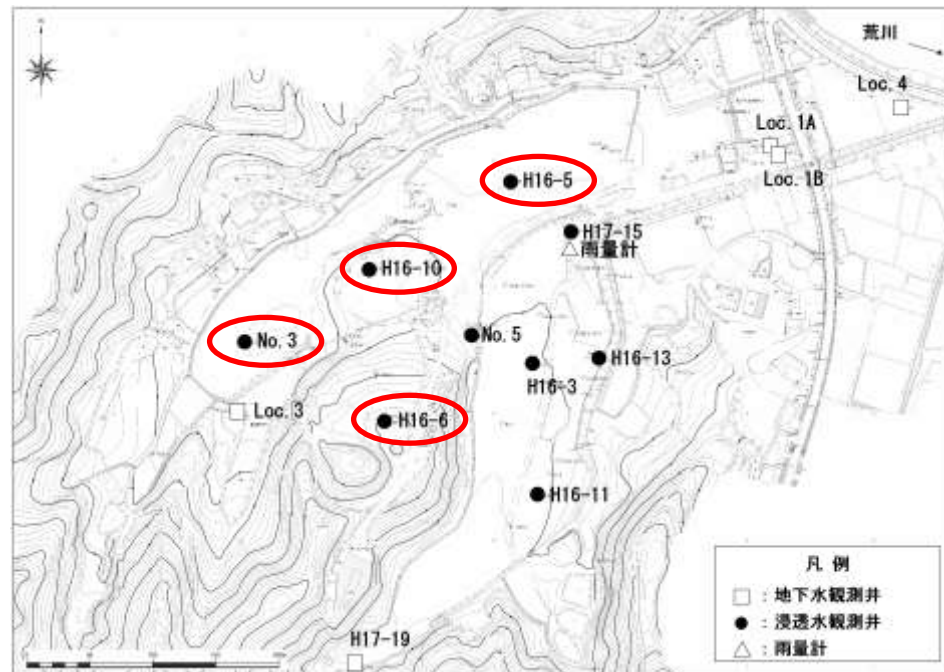 荒川
Loc. 4
Loc. 1A
Loc. 1B
H16-5
H17-15
雨量計
H16-10
No. 3
No. 5
H16-13
H16-3
Loc. 3
H16-6
H16-11
H17-19
凡 例
□ : 地下水観測井
● : 浸透水観測井
△ : 雨量計